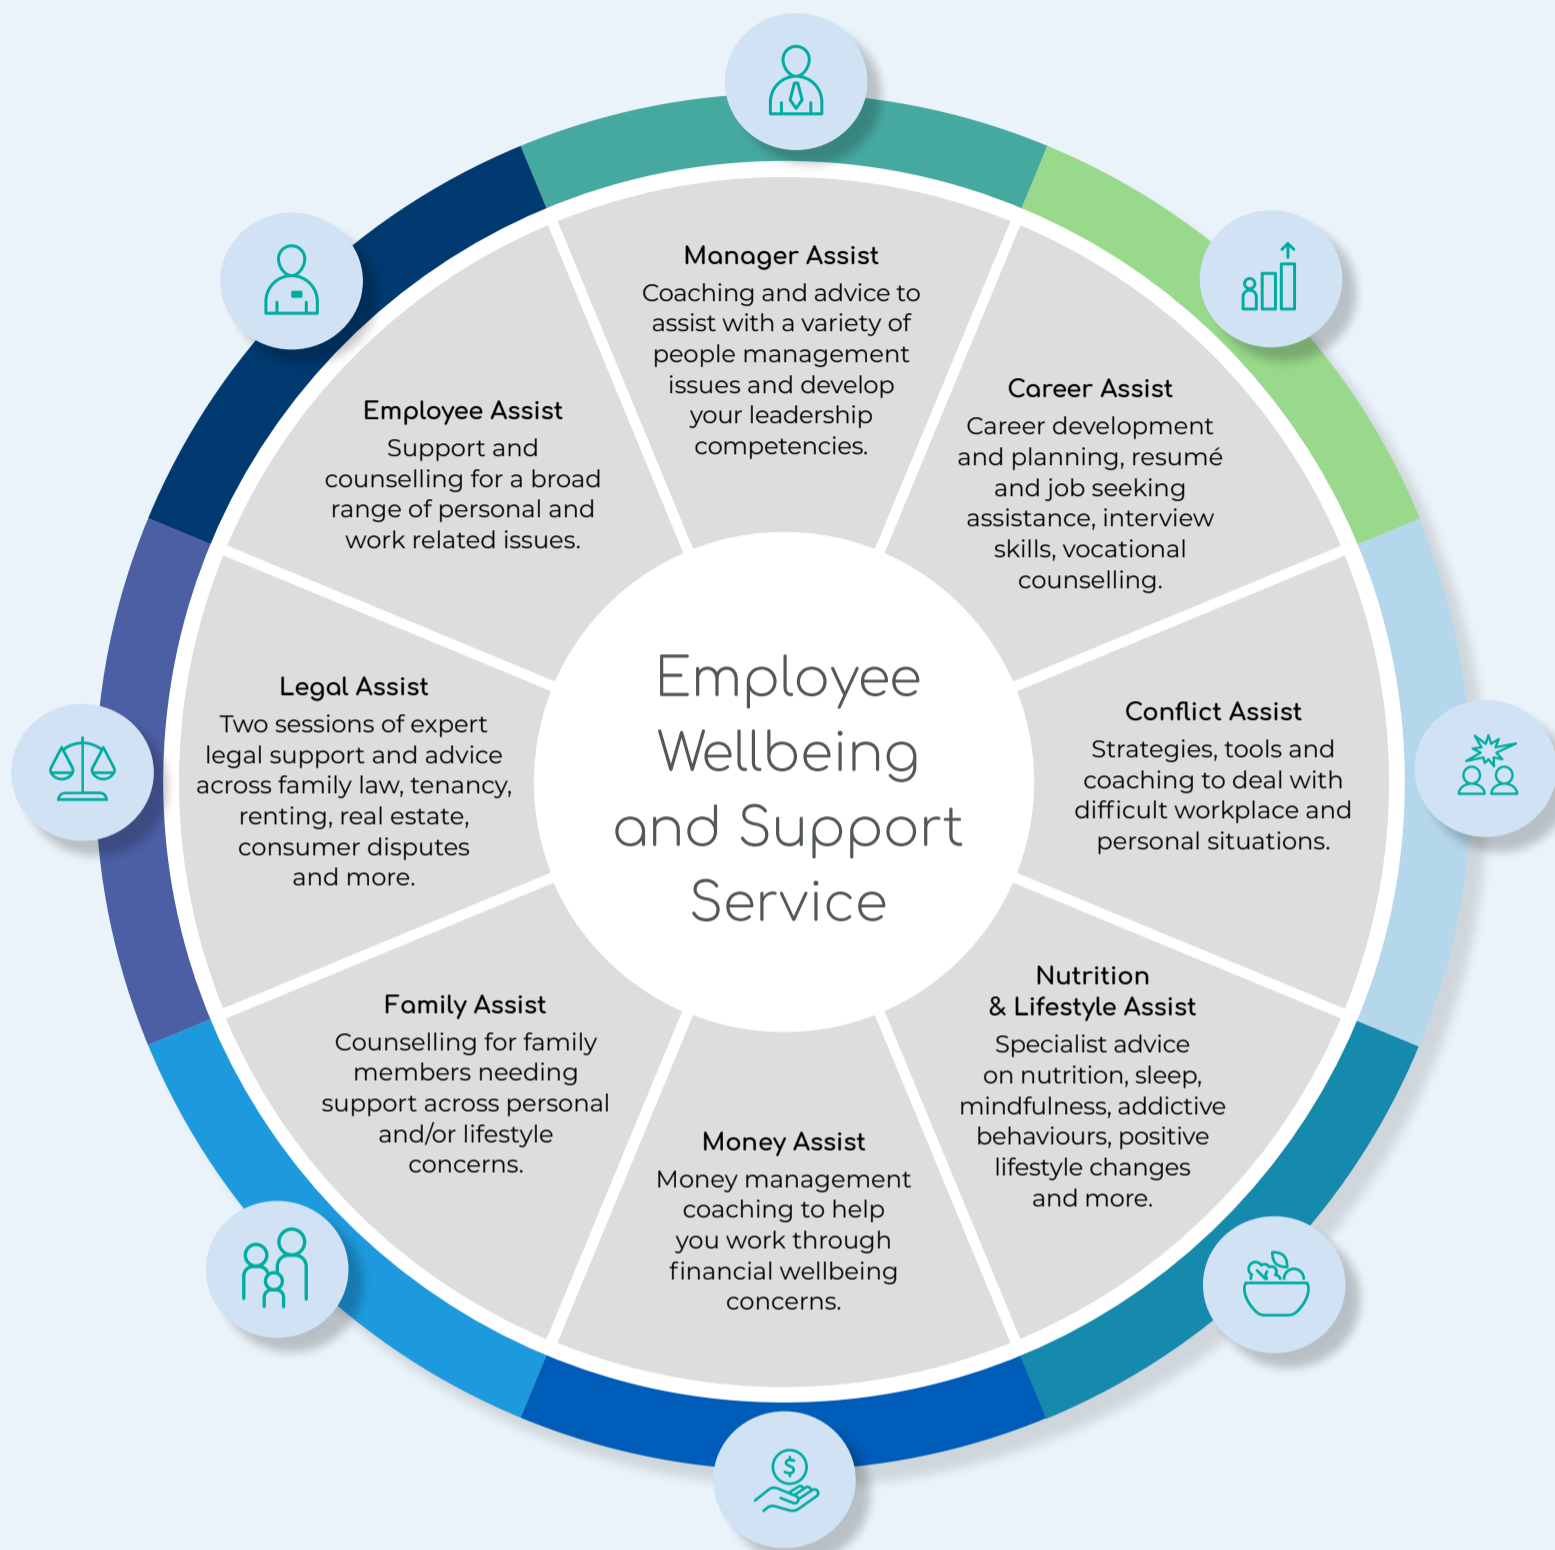 Manager Assist
Coaching and advice to
assist with a variety of
people management
issues and develop
your leadership
competencies.
Career Assist
Career development
and planning, resumé
and job seeking
assistance, interview
skills, vocational
counselling.
Conflict Assist
Strategies, tools and
coaching to deal with
difficult workplace and
personal situations.
Nutrition
& Lifestyle Assist
Specialist advice
on nutrition, sleep,
mindfulness, addictive
behaviours, positive
lifestyle changes
and more.
Money Assist
Money management
coaching to help
you work through
financial wellbeing
concerns.
Family Assist
Counselling for family
members needing
support across personal
and/or lifestyle
concerns.
Legal Assist
Two sessions of expert
legal support and advice
across family law, tenancy,
renting, real estate,
consumer disputes
and more.
Employee Assist
Support and
counselling for a broad
range of personal and
work related issues.
Employee
Wellbeing
and Support
Service
$